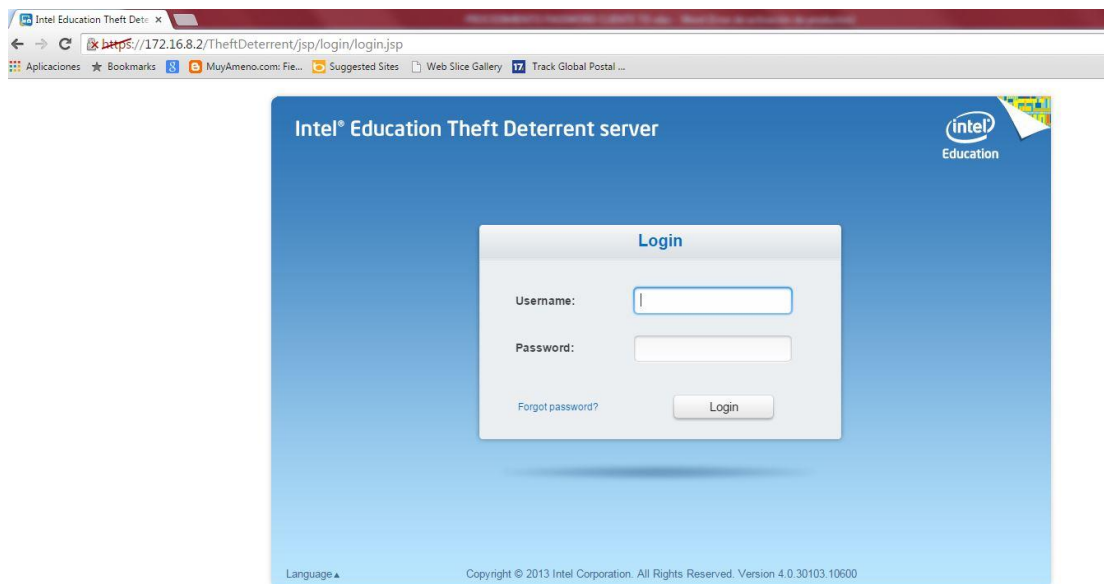 Intel Education Theft Dete
https://172.16.8.2/TheftDeterrent/jsp/login/login.jsp
Aplicaciones Bookmarks 8 MuyAmeno.com: Fie... Suggested Sites Web Slice Gallery 17 Track Global Postal ...
Intel® Education Theft Deterrent server
intel
Education
Login
Username:
Password:
Forgot password? Login
Language Copyright © 2013 Intel Corporation. All Rights Reserved. Version 4.0.30103.10600